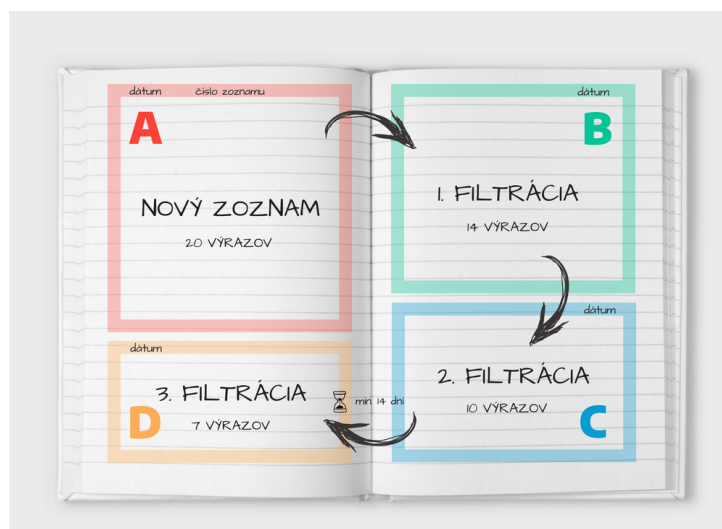 dátum číslo zoznamu
A
NOVÝ ZOZNAM
20 VÝRAZOV
dátum
B
1. FILTRÁCIA
14 VÝRAZOV
dátum
2. FILTRÁCIA
10 VÝRAZOV
C
min. 14 dní
dátum
3. FILTRÁCIA
D
7 VÝRAZOV